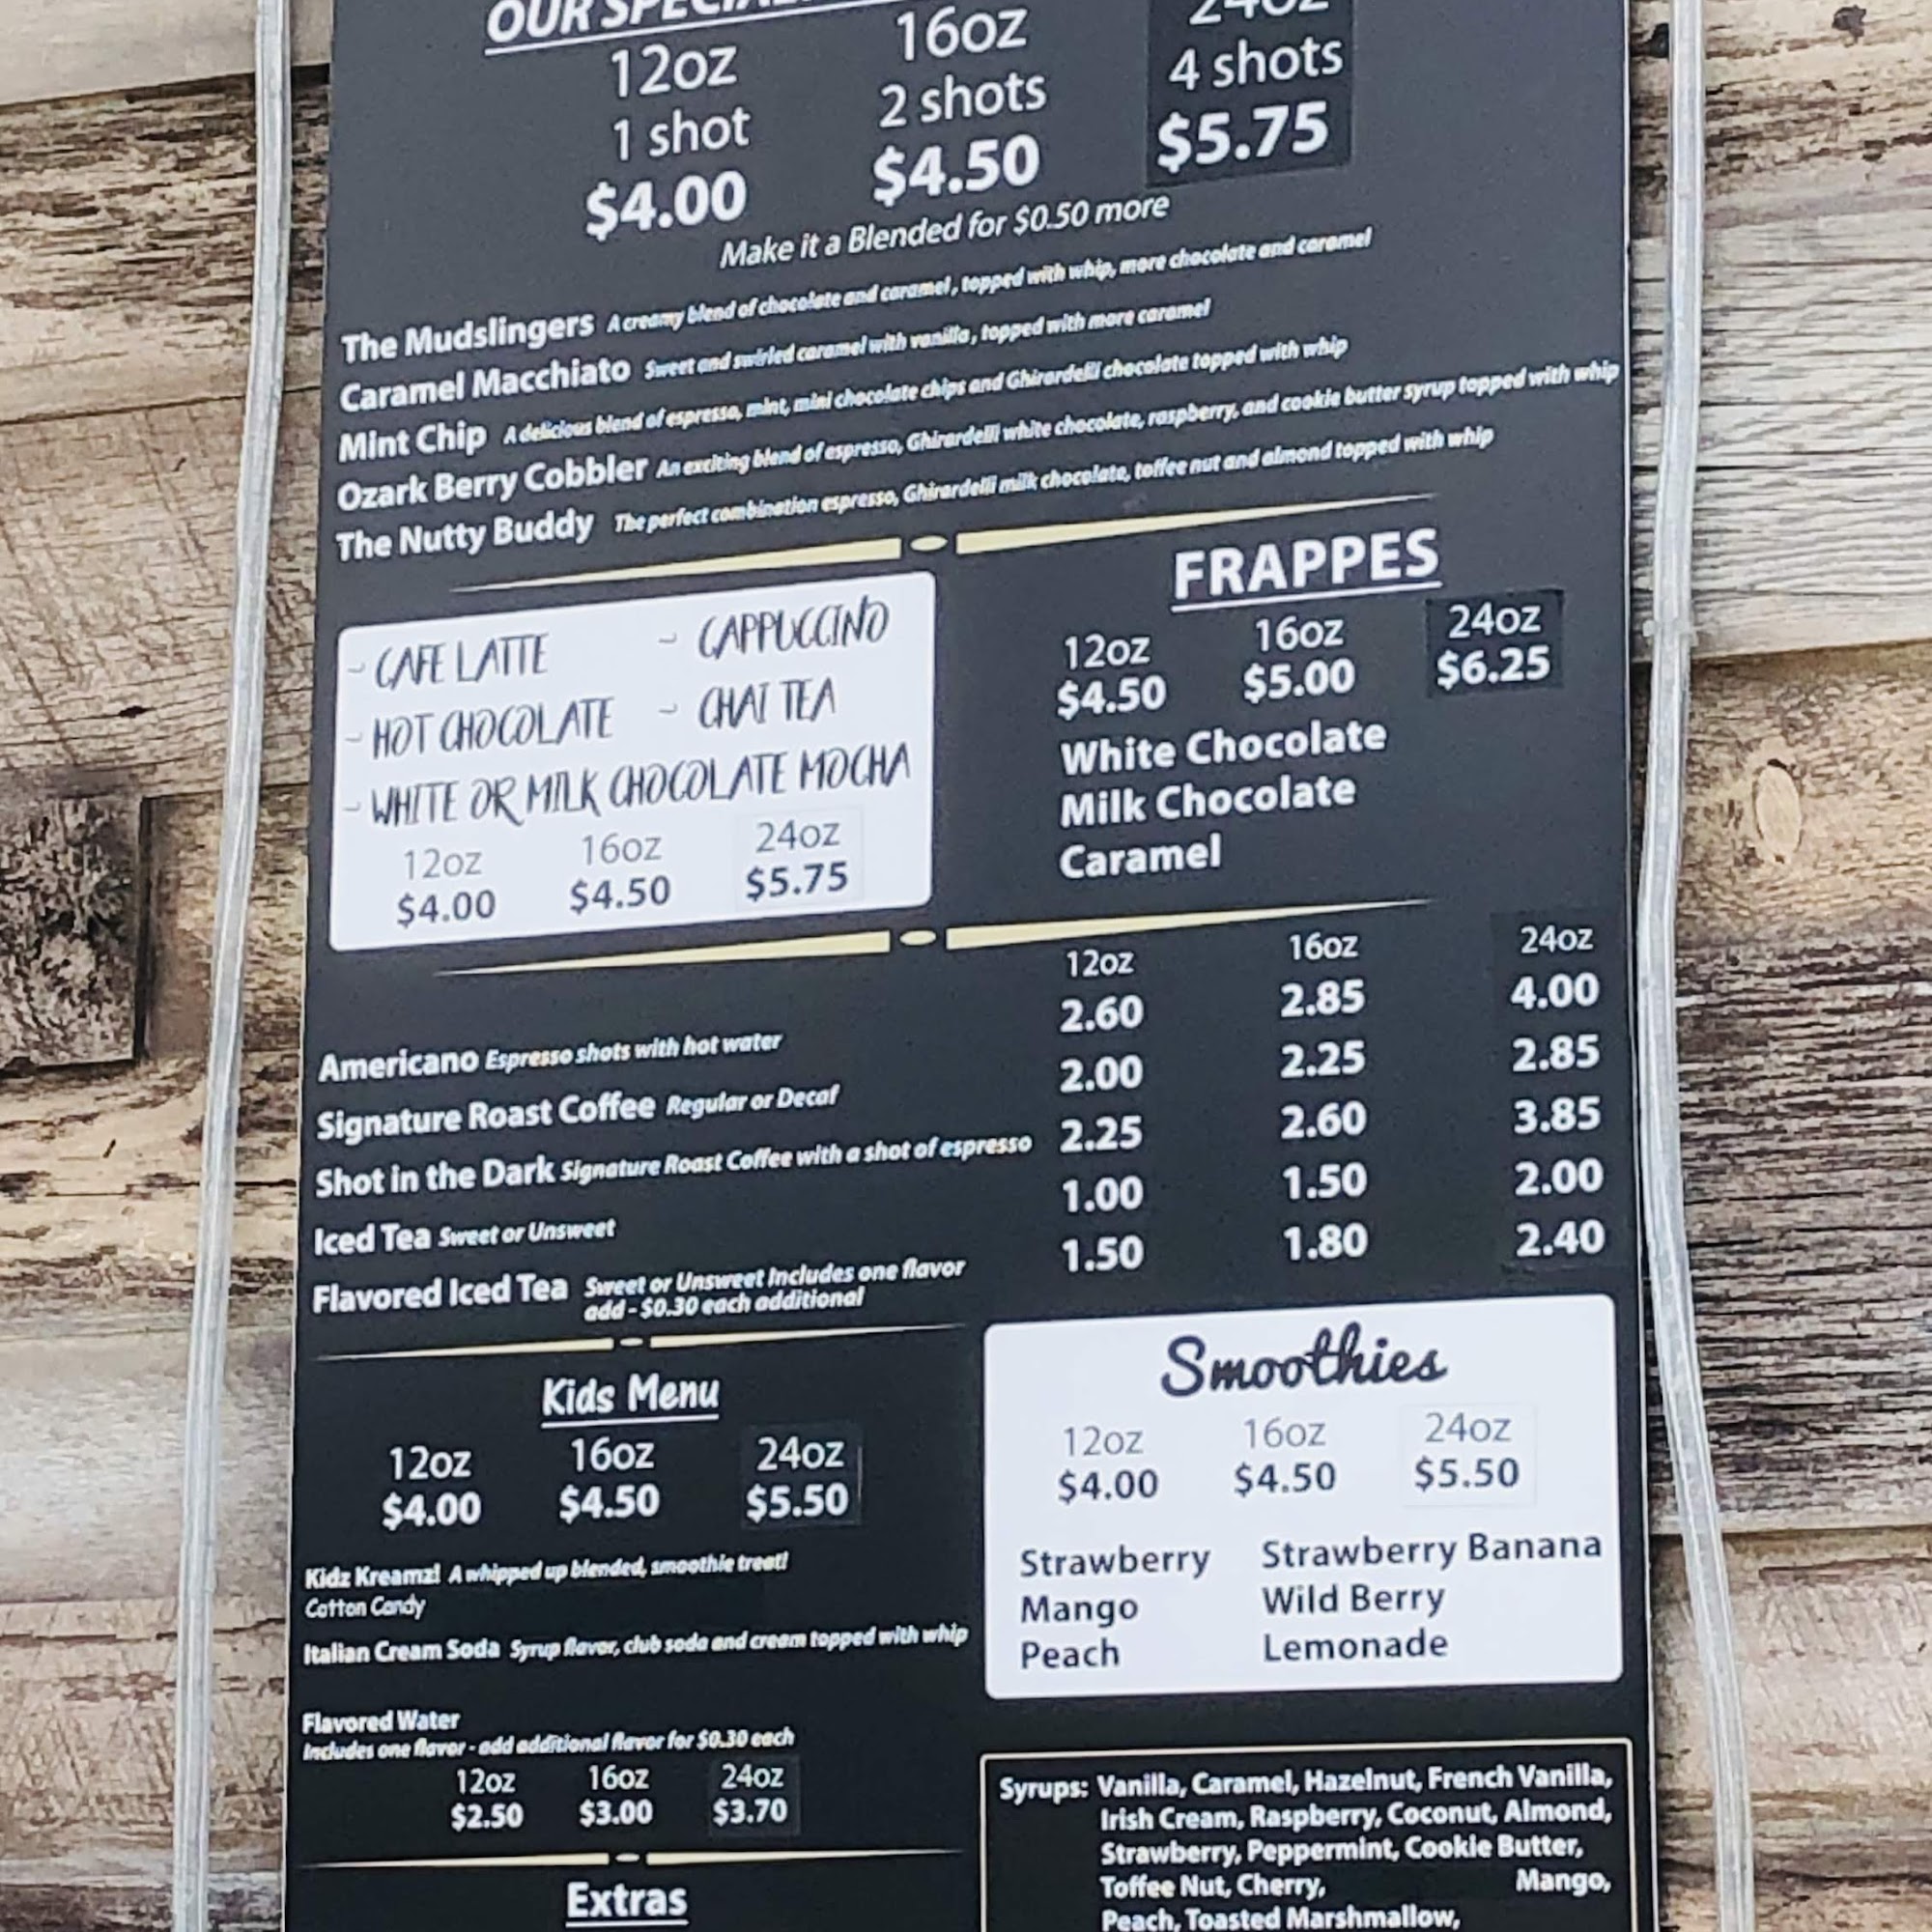 OUR SPECIAL
12oz 16oz 24oz
1 shot 2 shots 4 shots
$4.00 $4.50 $5.75
Make it a Blended for $0.50 more
The Mudslingers A creamy blend of chocolate and caramel, topped with whip, more chocolate and caramel
Caramel Macchiato Sweet and swirled caramel with vanilla, topped with more caramel
Mint Chip A delicious blend of espresso, mint, mini chocolate chips and Ghirardelli chocolate topped with whip
Ozark Berry Cobbler An exciting blend of espresso, Ghirardelli white chocolate, raspberry, and cookie butter syrup topped with whip
The Nutty Buddy The perfect combination espresso, Ghirardelli milk chocolate, toffee nut and almond topped with whip
- CAFE LATTE - CAPPUCCINO
- HOT CHOCOLATE - CHAI TEA
- WHITE OR MILK CHOCOLATE MOCHA
12oz 16oz 24oz
$4.00 $4.50 $5.75
FRAPPES
12oz 16oz 24oz
$4.50 $5.00 $6.25
White Chocolate
Milk Chocolate
Caramel
12oz 16oz 24oz
Americano Espresso shots with hot water 2.60 2.85 4.00
Signature Roast Coffee Regular or Decaf 2.00 2.25 2.85
Shot in the Dark Signature Roast Coffee with a shot of espresso 2.25 2.60 3.85
Iced Tea Sweet or Unsweet 1.00 1.50 2.00
Flavored Iced Tea Sweet or Unsweet Includes one flavor 1.50 1.80 2.40
add - $0.30 each additional
Kids Menu
12oz 16oz 24oz
$4.00 $4.50 $5.50
Kidz Kreamz! A whipped up blended, smoothie treat!
Cotton Candy
Italian Cream Soda Syrup flavor, club soda and cream topped with whip
Flavored Water
Includes one flavor - add additional flavor for $0.30 each
12oz 16oz 24oz
$2.50 $3.00 $3.70
Extras
Smoothies
12oz 16oz 24oz
$4.00 $4.50 $5.50
Strawberry Strawberry Banana
Mango Wild Berry
Peach Lemonade
Syrups: Vanilla, Caramel, Hazelnut, French Vanilla,
Irish Cream, Raspberry, Coconut, Almond,
Strawberry, Peppermint, Cookie Butter,
Toffee Nut, Cherry, Mango,
Peach, Toasted Marshmallow,